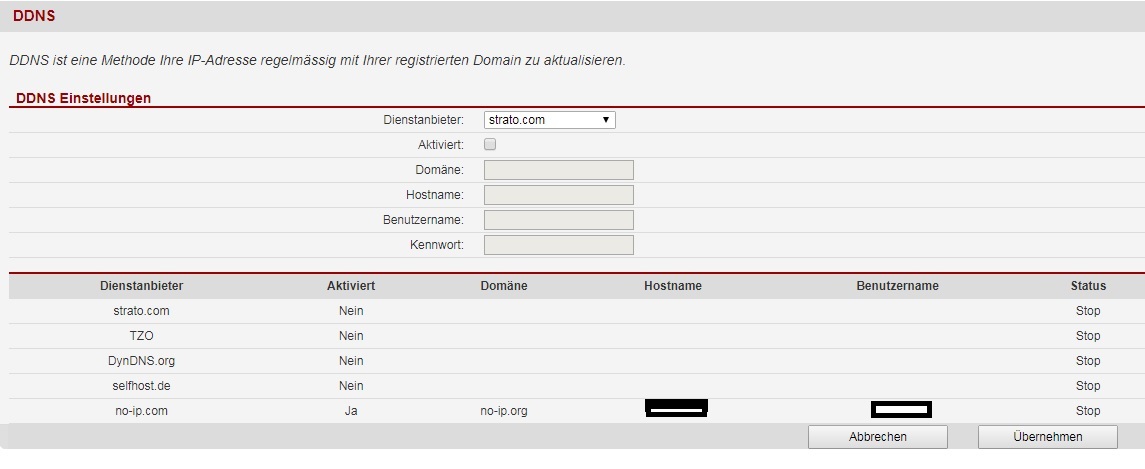 DDNS
DDNS ist eine Methode Ihre IP-Adresse regelmässig mit Ihrer registrierten Domain zu aktualisieren.
DDNS Einstellungen
Dienstanbieter: strato.com
Aktiviert:
Domäne:
Hostname:
Benutzername:
Kennwort:
Dienstanbieter Aktiviert Domäne Hostname Benutzername Status
strato.com Nein Stop
TZO Nein Stop
DynDNS.org Nein Stop
selfhost.de Nein Stop
no-ip.com Ja no-ip.org Stop
Abbrechen Übernehmen